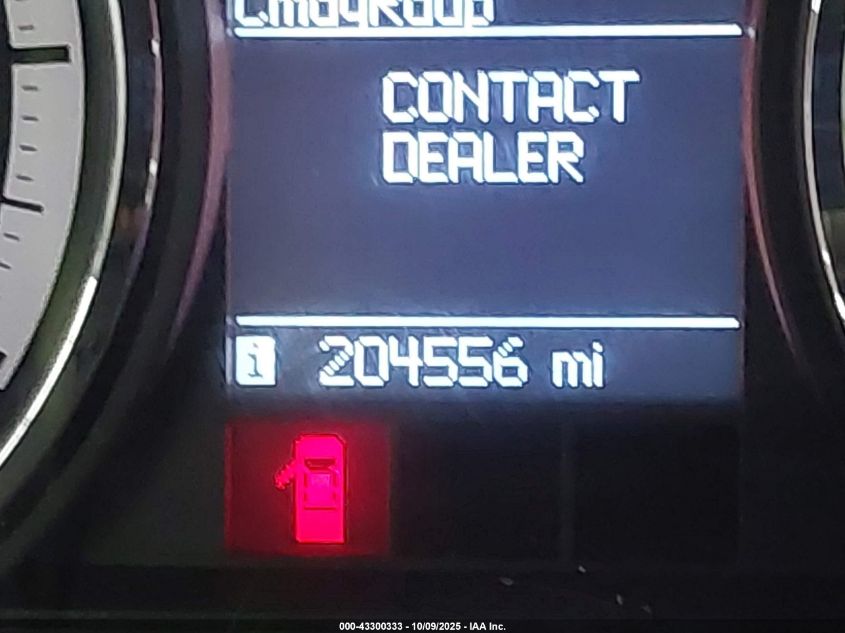 CONTACT
DEALER
i 204556 mi
000-43300333 - 10/09/2025 - IAA Inc.